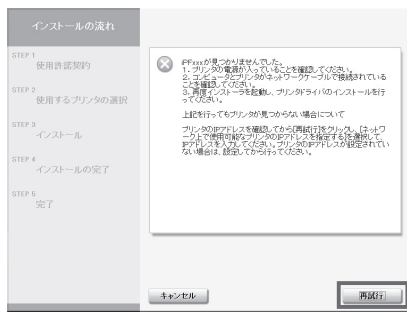 インストールの流れ
STEP 1
使用許諾契約
STEP 2
使用するプリンタの選択
STEP 3
インストール
STEP 4
インストールの完了
STEP 5
完了
iPFxxxが見つかりませんでした。
1. プリンタの電源が入っていることを確認してください。
2. コンピュータとプリンタがネットワークケーブルで接続されている
ことを確認してください。
3. 再度インストーラを起動し、プリンタドライバのインストールを行
ってください。
上記を行ってもプリンタが見つからない場合について
プリンタのIPアドレスを確認してから[再試行]をクリックし、[ネットワ
ーク上で使用可能なプリンタのIPアドレスを指定する]を選択して、
IPアドレスを入力してください。プリンタのIPアドレスが設定されてい
ない場合は、設定してから行ってください。
キャンセル
再試行